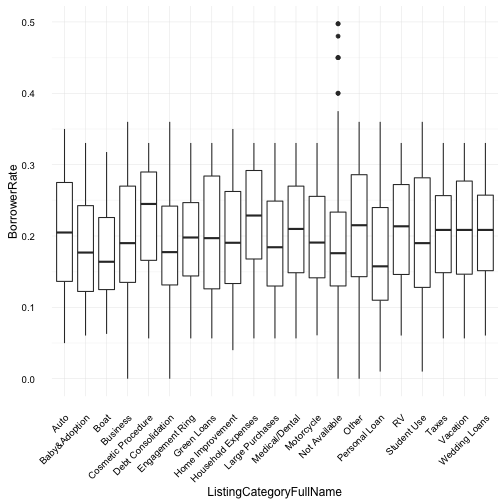 BorrowerRate
0.5
0.4
0.3
0.2
0.1
0.0
Auto
Baby&Adoption
Boat
Business
Cosmetic Procedure
Debt Consolidation
Engagement Ring
Green Loans
Home Improvement
Household Expenses
Large Purchases
Medical/Dental
Motorcycle
Not Available
Other
Personal Loan
RV
Student Use
Taxes
Vacation
Wedding Loans
ListingCategoryFullName